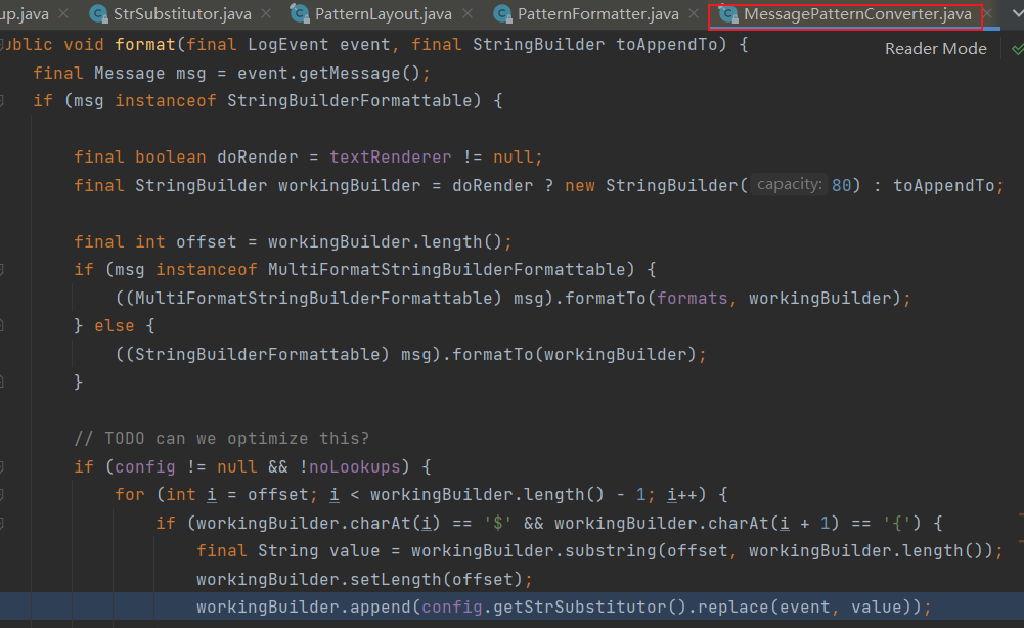 up.java StrSubstitutor.java PatternLayout.java PatternFormatter.java MessagePatternConverter.java
public void format(final LogEvent event, final StringBuilder toAppendTo) {
Reader Mode
final Message msg = event.getMessage();
if (msg instanceof StringBuilderFormattable) {
final boolean doRender = textRenderer != null;
final StringBuilder workingBuilder = doRender ? new StringBuilder( capacity: 80) : toAppendTo;
final int offset = workingBuilder.length();
if (msg instanceof MultiFormatStringBuilderFormattable) {
((MultiFormatStringBuilderFormattable) msg).formatTo(formats, workingBuilder);
} else {
((StringBuilderFormattable) msg).formatTo(workingBuilder);
}
// TODO can we optimize this?
if (config != null && !noLookups) {
for (int i = offset; i < workingBuilder.length() - 1; i++) {
if (workingBuilder.charAt(i) == '$' && workingBuilder.charAt(i + 1) == '{') {
final String value = workingBuilder.substring(offset, workingBuilder.length());
workingBuilder.setLength(offset);
workingBuilder.append(config.getStrSubstitutor().replace(event, value));